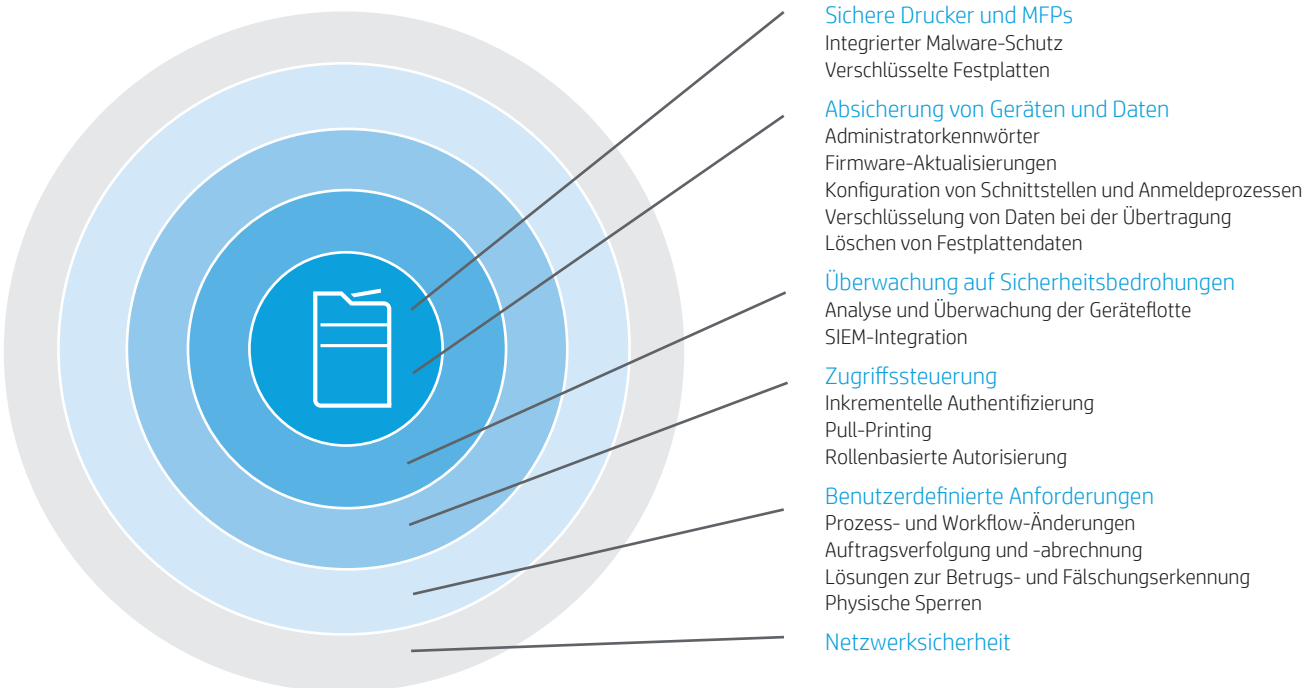 Sichere Drucker und MFPs
Integrierter Malware-Schutz
Verschlüsselte Festplatten
Absicherung von Geräten und Daten
Administratorkennwörter
Firmware-Aktualisierungen
Konfiguration von Schnittstellen und Anmeldeprozessen
Verschlüsselung von Daten bei der Übertragung
Löschen von Festplattendaten
Überwachung auf Sicherheitsbedrohungen
Analyse und Überwachung der Geräteflotte
SIEM-Integration
Zugriffssteuerung
Inkrementelle Authentifizierung
Pull-Printing
Rollenbasierte Autorisierung
Benutzerdefinierte Anforderungen
Prozess- und Workflow-Änderungen
Auftragsverfolgung und -abrechnung
Lösungen zur Betrugs- und Fälschungserkennung
Physische Sperren
Netzwerksicherheit